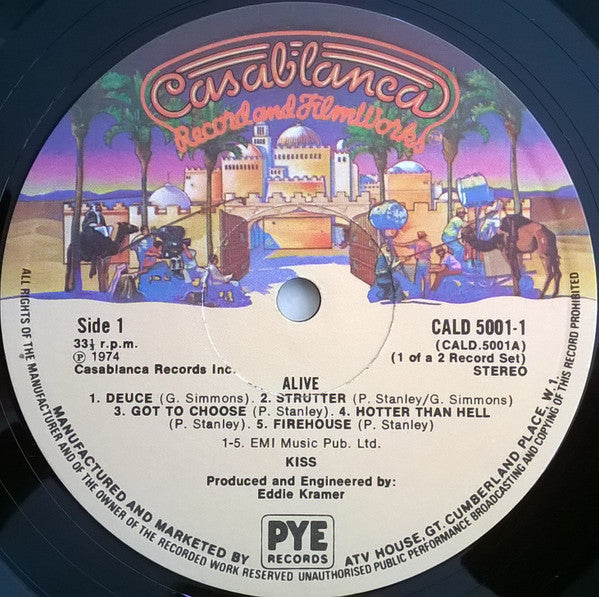 Casablanca
Record and FilmWorks
Side 1
33⅓ r.p.m.
Ⓟ 1974
Casablanca Records Inc.
CALD 5001-1
(CALD.5001A)
(1 of a 2 Record Set)
STEREO
ALIVE
1. DEUCE (G. Simmons). 2. STRUTTER (P. Stanley/G. Simmons)
3. GOT TO CHOOSE (P. Stanley). 4. HOTTER THAN HELL
(P. Stanley). 5. FIREHOUSE (P. Stanley)
1-5. EMI Music Pub. Ltd.
KISS
Produced and Engineered by:
Eddie Kramer
PYE
RECORDS
MANUFACTURED AND MARKETED BY
ATV HOUSE, GT. CUMBERLAND PLACE, W.1.
ALL RIGHTS OF THE MANUFACTURER AND OF THE OWNER OF THE RECORDED WORK RESERVED UNAUTHORISED PUBLIC PERFORMANCE BROADCASTING AND COPYING OF THIS RECORD PROHIBITED